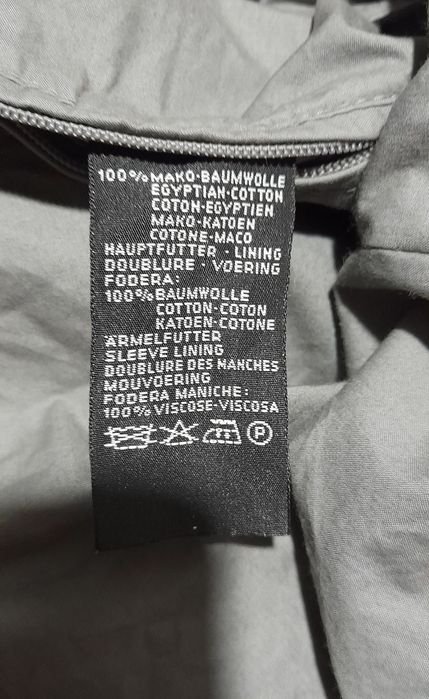 100% MAKO-BAUMWOLLE
EGYPTIAN-COTTON
COTON-EGYPTIEN
MAKO-KATOEN
COTONE-MACO
HAUPTFUTTER · LINING
DOUBLURE · VOERING
FODERA:
100% BAUMWOLLE
COTTON-COTON
KATOEN-COTONE
ÄRMELFUTTER
SLEEVE LINING
DOUBLURE DES MANCHES
MOUVOERING
FODERA MANICHE:
100% VISCOSE-VISCOSA
P